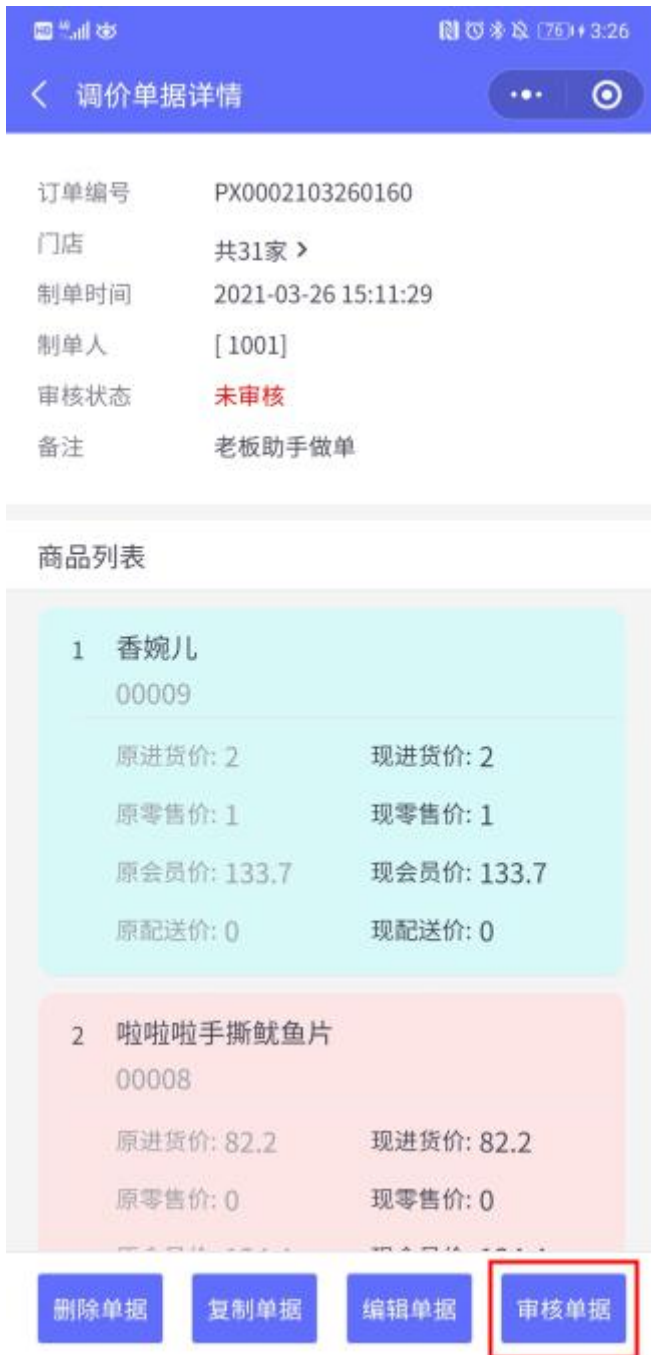 HD 4G 76 3:26
调价单据详情
订单编号 PX0002103260160
门店 共31家 >
制单时间 2021-03-26 15:11:29
制单人 [ 1001]
审核状态 未审核
备注 老板助手做单
商品列表
1 香婉儿
00009
原进货价: 2 现进货价: 2
原零售价: 1 现零售价: 1
原会员价: 133.7 现会员价: 133.7
原配送价: 0 现配送价: 0
2 啦啦啦手撕鱿鱼片
00008
原进货价: 82.2 现进货价: 82.2
原零售价: 0 现零售价: 0
删除单据 复制单据 编辑单据 审核单据